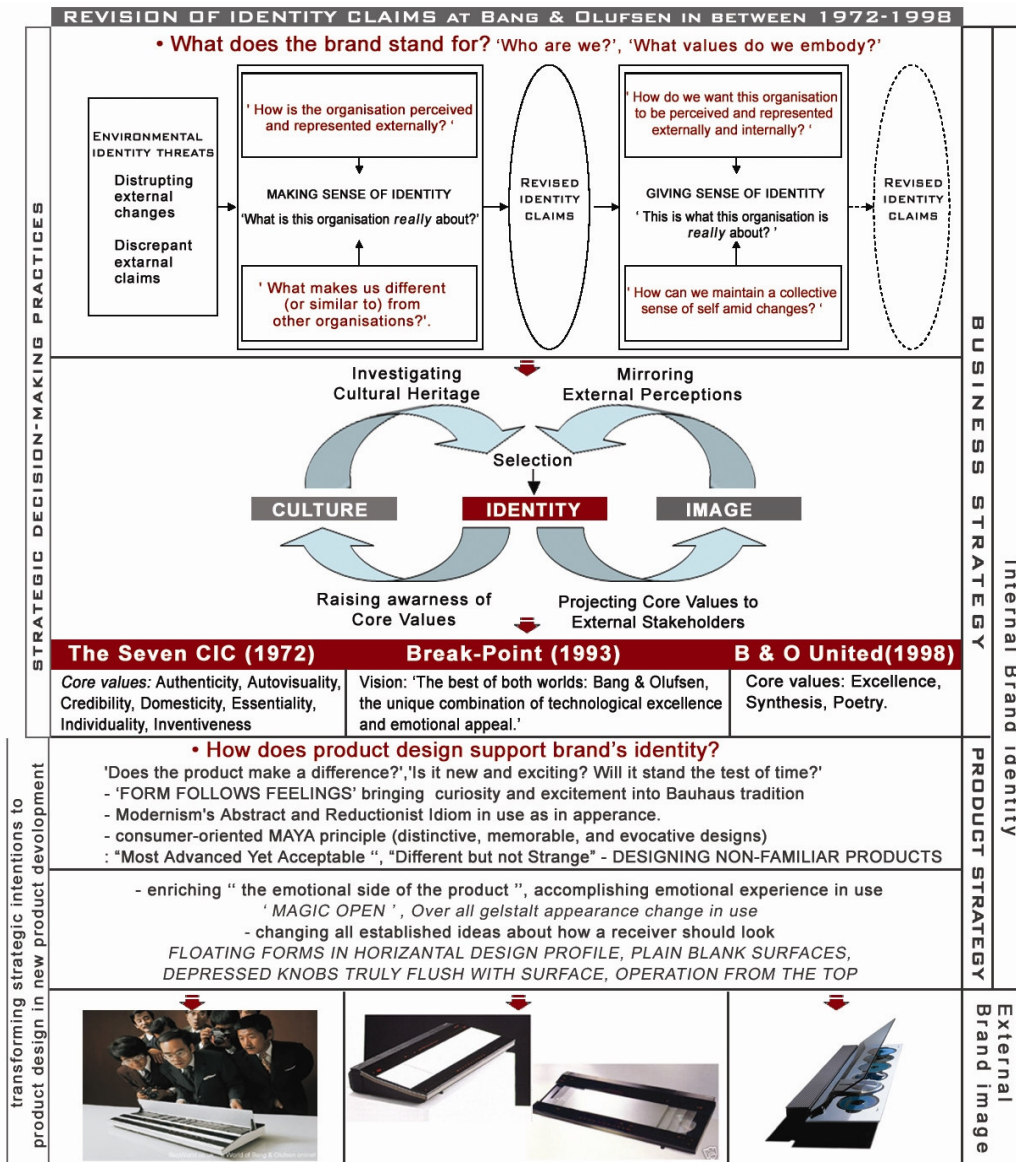 REVISION OF IDENTITY CLAIMS AT BANG & OLUFSEN IN BETWEEN 1972-1998
• What does the brand stand for? 'Who are we?', 'What values do we embody?'
ENVIRONMENTAL
IDENTITY THREATS
Distrupting
external
changes
Discrepant
extarnal
claims
' How is the organisation perceived
and represented externally? '
MAKING SENSE OF IDENTITY
'What is this organisation really about?'
' What makes us different
(or similar to) from
other organisations?'.
REVISED
IDENTITY
CLAIMS
' How do we want this organisation
to be perceived and represented
externally and internally? '
GIVING SENSE OF IDENTITY
' This is what this organisation is
really about? '
'How can we maintain a collective
sense of self amid changes? '
REVISED
IDENTITY
CLAIMS
STRATEGIC DECISION-MAKING PRACTICES
BUSINESS STRATEGY
Internal Brand Identity
Investigating
Cultural Heritage
Mirroring
External Perceptions
Selection
CULTURE
IDENTITY
IMAGE
Raising awarness of
Core Values
Projecting Core Values to
External Stakeholders
The Seven CIC (1972)
Break-Point (1993)
B & O United(1998)
Core values: Authenticity, Autovisuality,
Credibility, Domesticity, Essentiality,
Individuality, Inventiveness
Vision: 'The best of both worlds: Bang & Olufsen,
the unique combination of technological excellence
and emotional appeal.'
Core values: Excellence,
Synthesis, Poetry.
transforming strategic intentions to
product design in new product development
• How does product design support brand's identity?
'Does the product make a difference?','Is it new and exciting? Will it stand the test of time?'
- 'FORM FOLLOWS FEELINGS' bringing curiosity and excitement into Bauhaus tradition
- Modernism's Abstract and Reductionist Idiom in use as in apperance.
- consumer-oriented MAYA principle (distinctive, memorable, and evocative designs)
: "Most Advanced Yet Acceptable ", "Different but not Strange" - DESIGNING NON-FAMILIAR PRODUCTS
- enriching " the emotional side of the product ", accomplishing emotional experience in use
' MAGIC OPEN ' , Over all gelstalt appearance change in use
- changing all established ideas about how a receiver should look
FLOATING FORMS IN HORIZANTAL DESIGN PROFILE, PLAIN BLANK SURFACES,
DEPRESSED KNOBS TRULY FLUSH WITH SURFACE, OPERATION FROM THE TOP
PRODUCT STRATEGY
External
Brand image
World of Bang & Olufsen